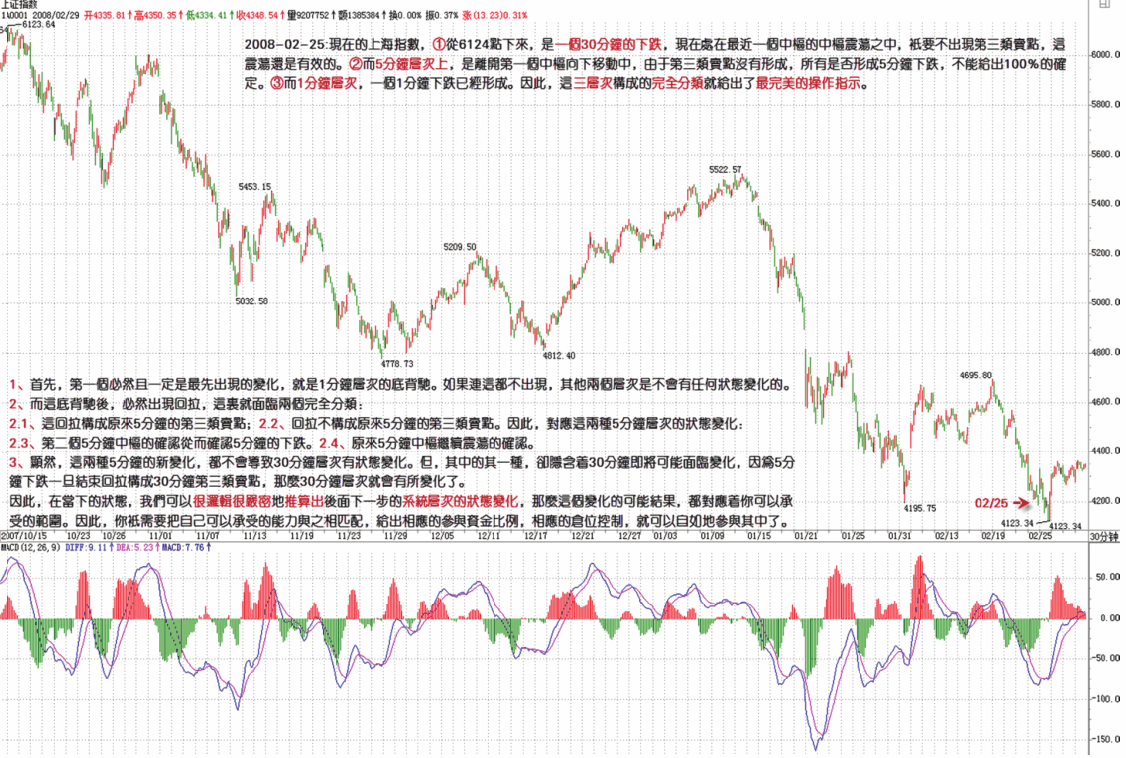 上证指数
1A0001 2008/02/29 开4335.81↑高4350.35↑低4334.41↑收4348.54↑量9207752↑额1385384↑换0.00% 振0.37% 涨(13.23)0.31%
6123.64
2008-02-25:現在的上海指數，①從6124點下來，是一個30分鐘的下跌，現在處在最近一個中樞的中樞震荡之中，衹要不出現第三類賣點，這
震荡還是有效的。②而5分鐘層次上，是離開第一個中樞向下移動中，由于第三類賣點沒有形成，所有是否形成5分鐘下跌，不能給出100%的確
定。③而1分鐘層次，一個1分鐘下跌已經形成。因此，這三層次構成的完全分類就給出了最完美的操作指示。
6000.0
5800.0
5600.0
5522.57
5453.15
5400.0
5209.50
5200.0
5032.58
5000.0
4812.40
4778.73
4800.0
4695.80
1、首先，第一個必然且一定是最先出現的變化，就是1分鐘層次的底背馳。如果連這都不出現，其他兩個層次是不會有任何狀態變化的。
2、而這底背馳後，必然出現回拉，這裏就面臨兩個完全分類：
2.1、這回拉構成原來5分鐘的第三類賣點；2.2、回拉不構成原來5分鐘的第三類賣點。因此，對應這兩種5分鐘層次的狀態變化:
2.3、第二個5分鐘中樞的確認從而確認5分鐘的下跌。2.4、原來5分鐘中樞繼續震荡的確認。
3、顯然，這兩種5分鐘的新變化，都不會導致30分鐘層次有狀態變化。但，其中的其一種，卻隱含着30分鐘即將可能面臨變化，因為5分
鐘下跌一旦結束回拉構成30分鐘第三類賣點，那麽30分鐘層次就會有所變化了。
因此，在當下的狀態，我們可以很邏輯很嚴密地推算出後面下一步的系統層次的狀態變化，那麽這個變化的可能結果，都對應着你可以承
受的範圍。因此，你衹需要把自己可以承受的能力與之相匹配，給出相應的參與資金比例，相應的倉位控制，就可以自如地參與其中了。
4600.0
4400.0
4200.0
4195.75
02/25
4123.34
4123.34
2007/10/15 10/23 10/26 11/01 11/07 11/13 11/19 11/23 11/29 12/05 12/11 12/17 12/21 12/27 01/03 01/09 01/15 01/21 01/25 01/31 02/13 02/19 02/25 30分钟
MACD(12,26,9) DIFF:9.11↑DEA:5.23↑MACD:7.76↑
50.00
0.00
-50.00
-100.0
-150.0